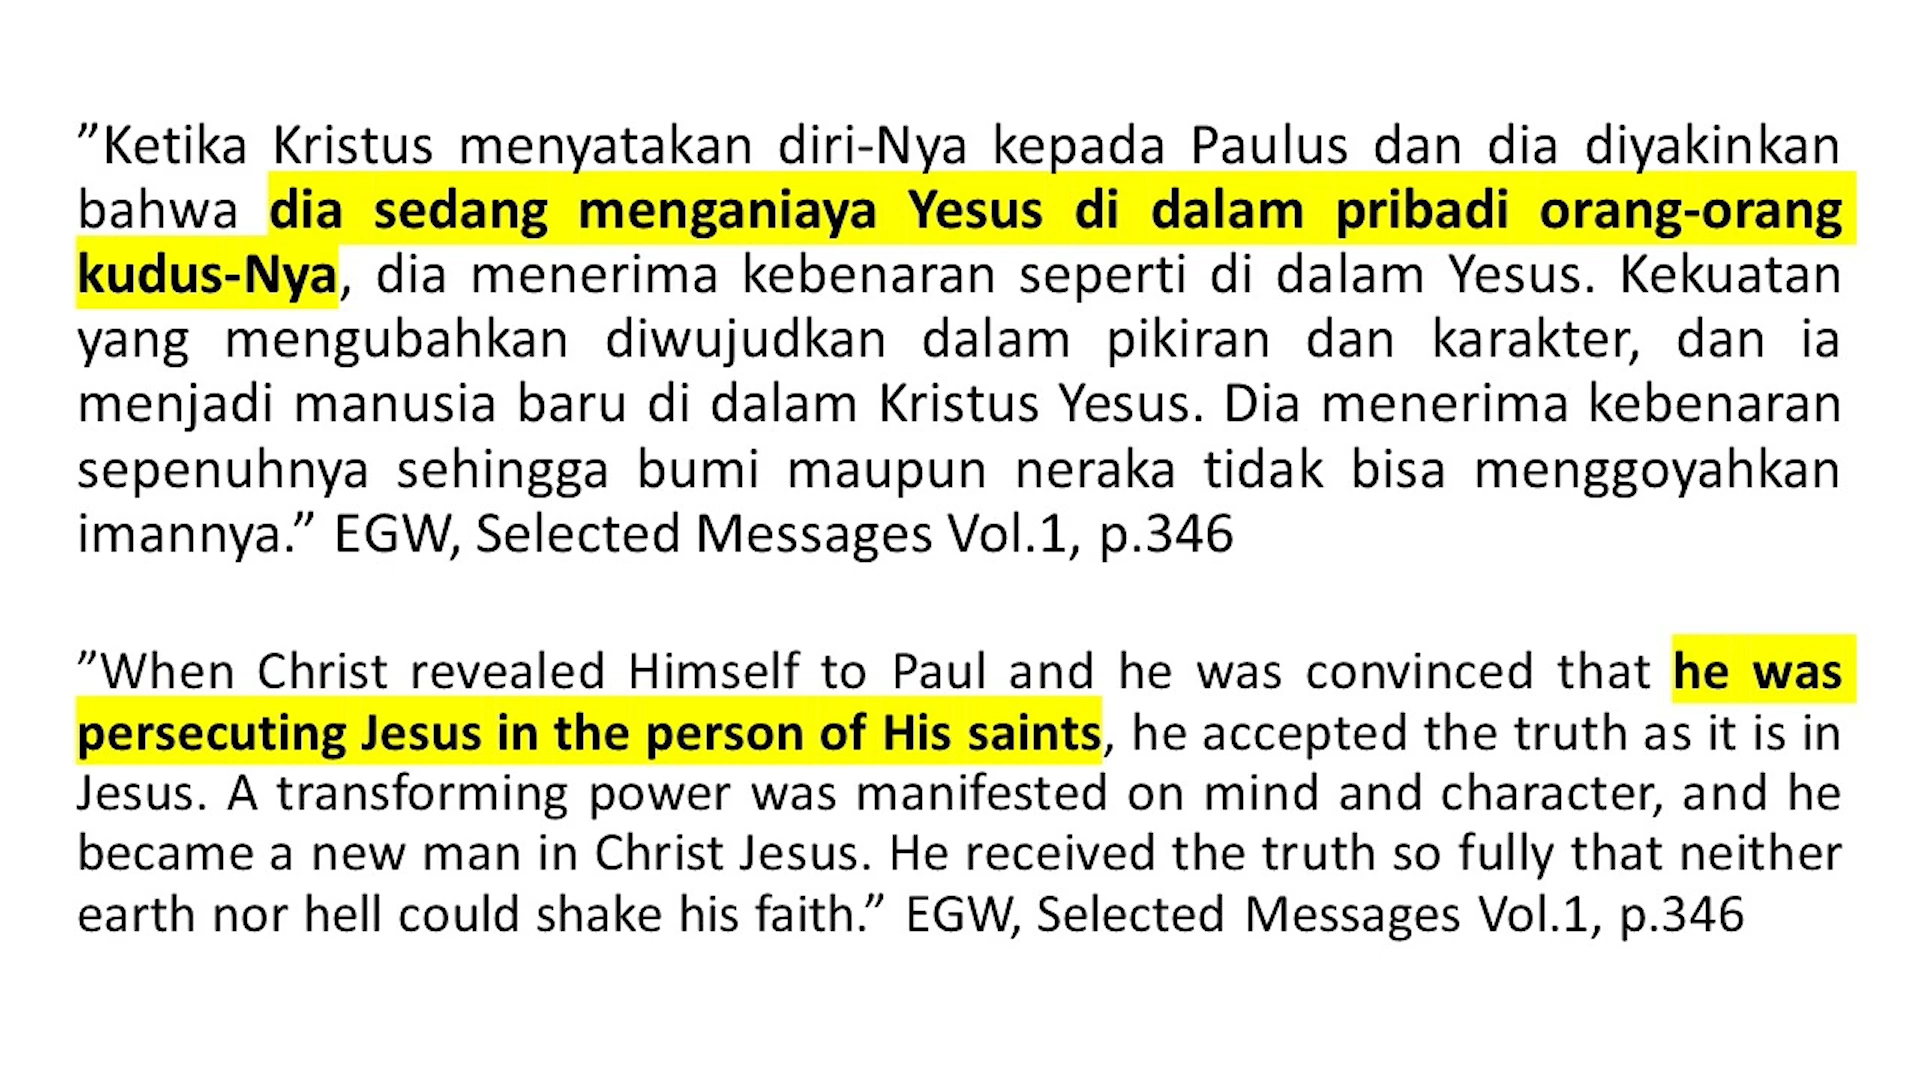 ”Ketika Kristus menyatakan diri-Nya kepada Paulus dan dia diyakinkan
bahwa dia sedang menganiaya Yesus di dalam pribadi orang-orang
kudus-Nya, dia menerima kebenaran seperti di dalam Yesus. Kekuatan
yang mengubahkan diwujudkan dalam pikiran dan karakter, dan ia
menjadi manusia baru di dalam Kristus Yesus. Dia menerima kebenaran
sepenuhnya sehingga bumi maupun neraka tidak bisa menggoyahkan
imannya.” EGW, Selected Messages Vol.1, p.346
”When Christ revealed Himself to Paul and he was convinced that he was
persecuting Jesus in the person of His saints, he accepted the truth as it is in
Jesus. A transforming power was manifested on mind and character, and he
became a new man in Christ Jesus. He received the truth so fully that neither
earth nor hell could shake his faith.” EGW, Selected Messages Vol.1, p.346